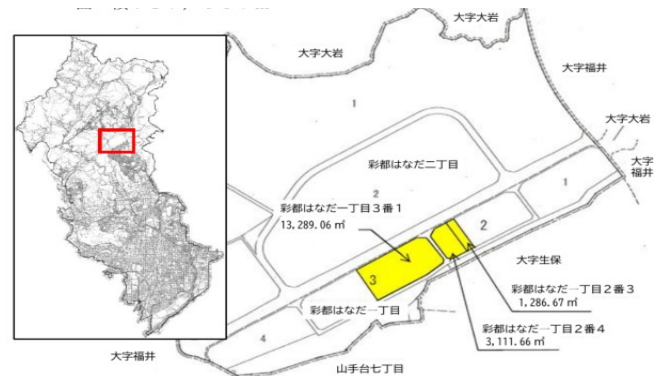 大字大岩
大字大岩
大字福井
1
大字大岩
大字
福井
彩都はなだ二丁目
1
2
彩都はなだ一丁目3番1
13,289.06 ㎡
2
大字生保
3
彩都はなだ一丁目2番3
1,286.67 ㎡
彩都はなだ一丁目
彩都はなだ一丁目2番4
3,111.66 ㎡
4
大字福井
山手台七丁目